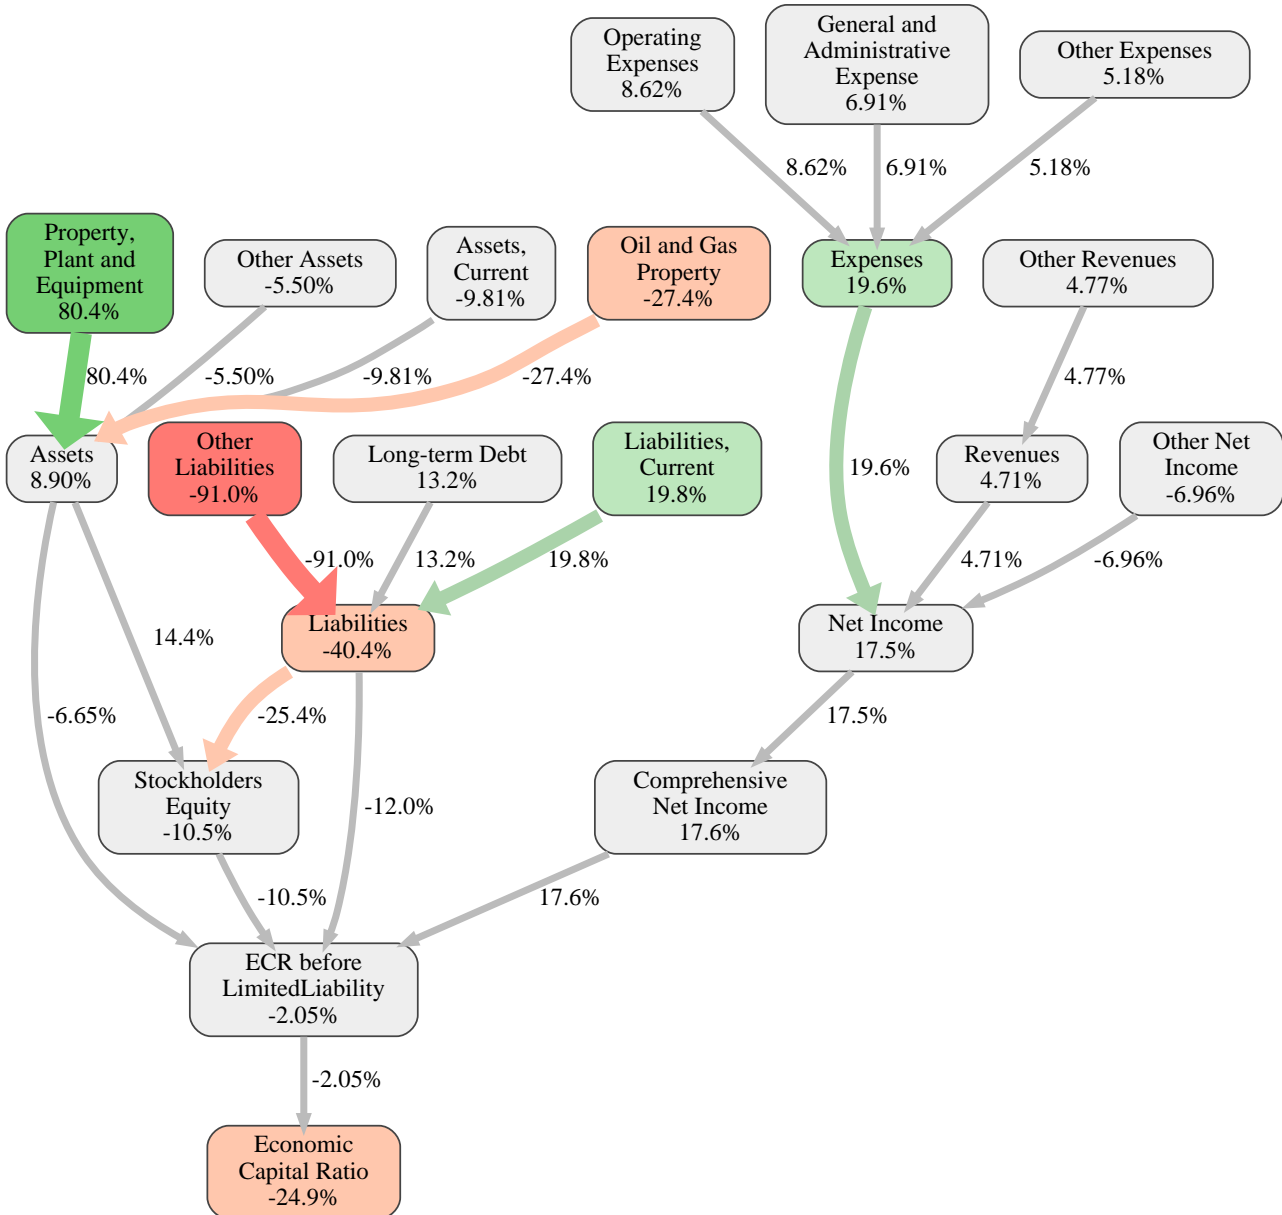 Operating
Expenses
8.62%
General and
Administrative
Expense
6.91%
Other Expenses
5.18%
8.62%
6.91%
5.18%
Property,
Plant and
Equipment
80.4%
Other Assets
-5.50%
Assets,
Current
-9.81%
Oil and Gas
Property
-27.4%
Expenses
19.6%
Other Revenues
4.77%
80.4%
-5.50%
-9.81%
-27.4%
4.77%
Assets
8.90%
Other
Liabilities
-91.0%
Long-term Debt
13.2%
Liabilities,
Current
19.8%
19.6%
Revenues
4.71%
Other Net
Income
-6.96%
-91.0%
13.2%
19.8%
4.71%
-6.96%
14.4%
Liabilities
-40.4%
Net Income
17.5%
-6.65%
-25.4%
17.5%
Stockholders
Equity
-10.5%
-12.0%
Comprehensive
Net Income
17.6%
-10.5%
17.6%
ECR before
LimitedLiability
-2.05%
-2.05%
Economic
Capital Ratio
-24.9%